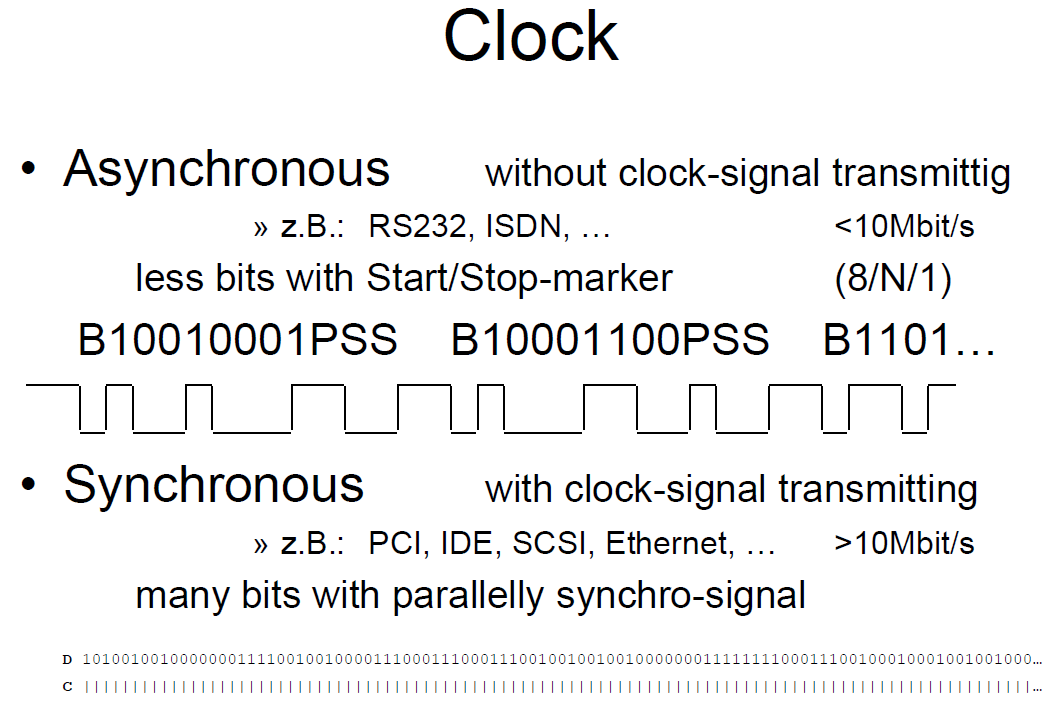 Clock
• Asynchronous without clock-signal transmittig
» z.B.: RS232, ISDN, … <10Mbit/s
less bits with Start/Stop-marker (8/N/1)
B10010001PSS B10001100PSS B1101…
• Synchronous with clock-signal transmitting
» z.B.: PCI, IDE, SCSI, Ethernet, … >10Mbit/s
many bits with parallelly synchro-signal
D
C